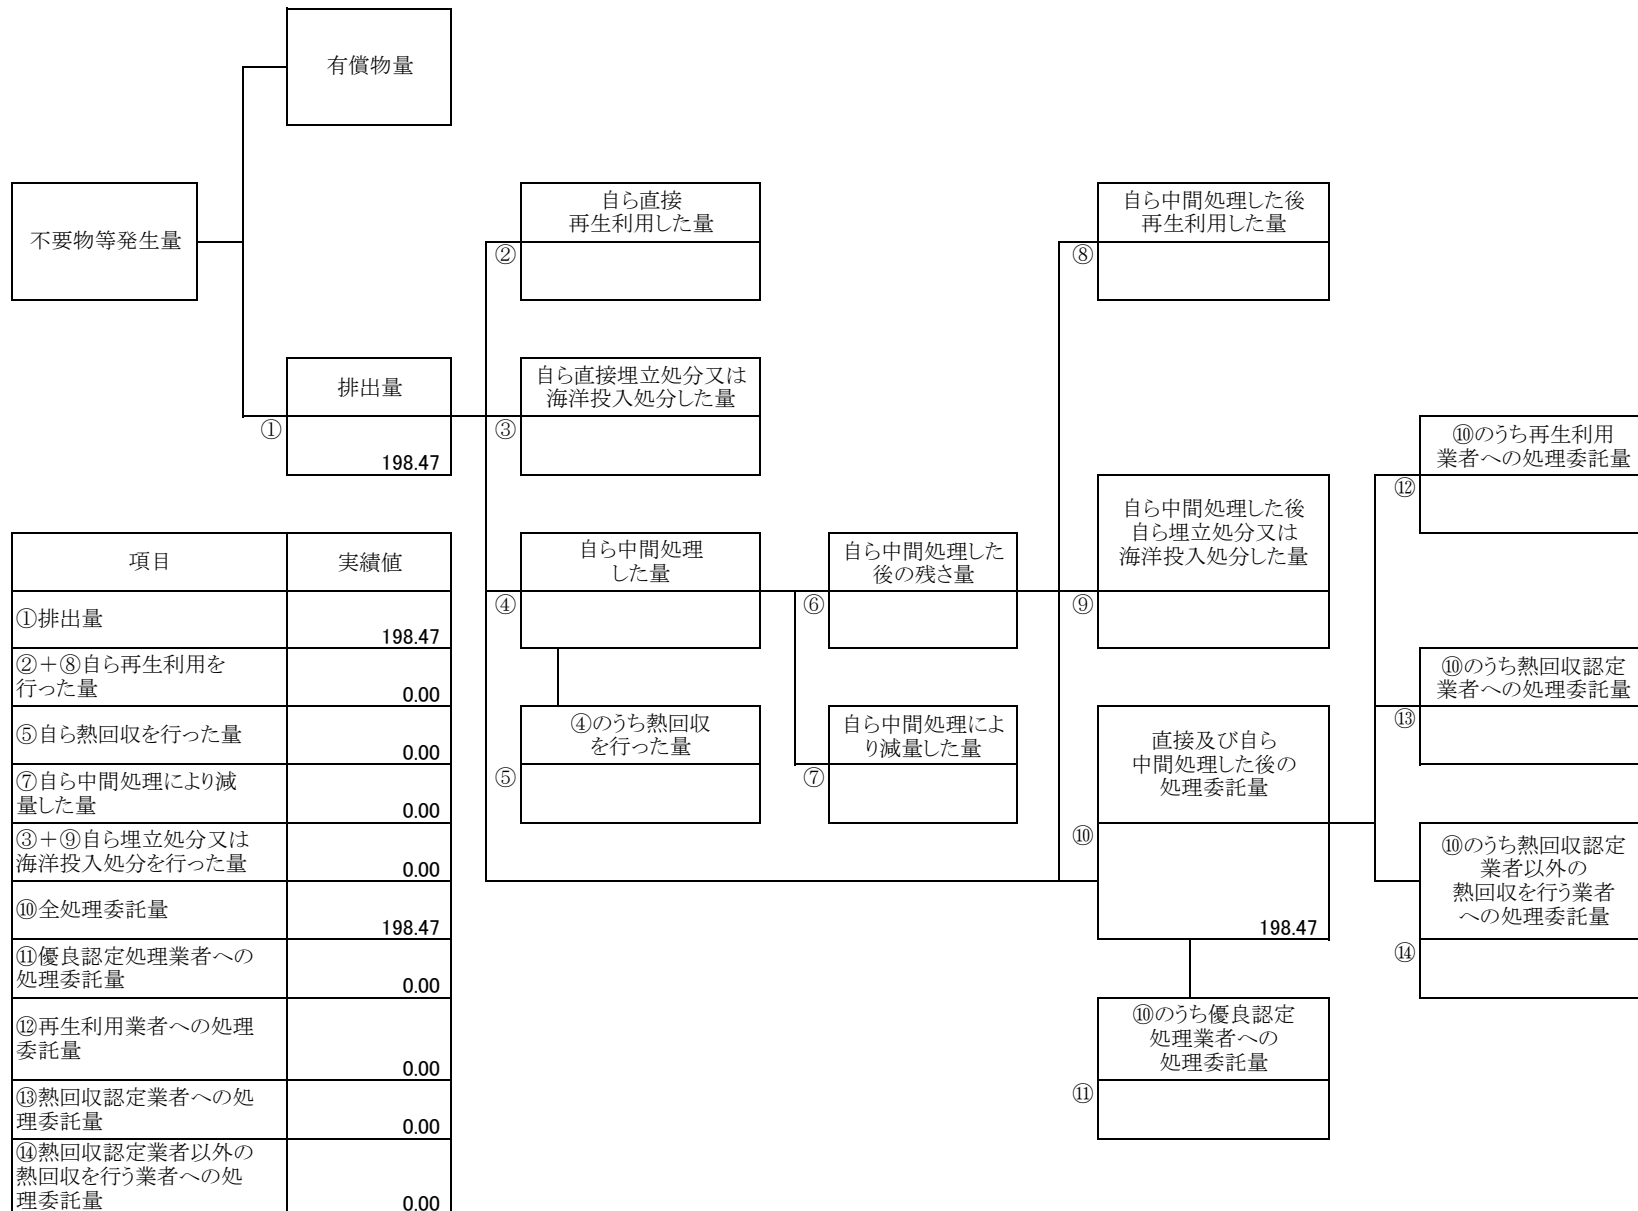 有償物量
不要物等発生量
自ら直接
再生利用した量
②
自ら中間処理した後
再生利用した量
⑧
排出量
①
198.47
自ら直接埋立処分又は
海洋投入処分した量
③
⑩のうち再生利用
業者への処理委託量
⑫
自ら中間処理した後
自ら埋立処分又は
海洋投入処分した量
⑨
自ら中間処理
した量
④
自ら中間処理した
後の残さ量
⑥
⑩のうち熱回収認定
業者への処理委託量
⑬
④のうち熱回収
を行った量
⑤
自ら中間処理によ
り減量した量
⑦
直接及び自ら
中間処理した後の
処理委託量
⑩
198.47
⑩のうち熱回収認定
業者以外の
熱回収を行う業者
への処理委託量
⑭
⑩のうち優良認定
処理業者への
処理委託量
⑪
項目
実績値
①排出量
198.47
②+⑧自ら再生利用を
行った量
0.00
⑤自ら熱回収を行った量
0.00
⑦自ら中間処理により減
量した量
0.00
③+⑨自ら埋立処分又は
海洋投入処分を行った量
0.00
⑩全処理委託量
198.47
⑪優良認定処理業者への
処理委託量
0.00
⑫再生利用業者への処理
委託量
0.00
⑬熱回収認定業者への処
理委託量
0.00
⑭熱回収認定業者以外の
熱回収を行う業者への処
理委託量
0.00